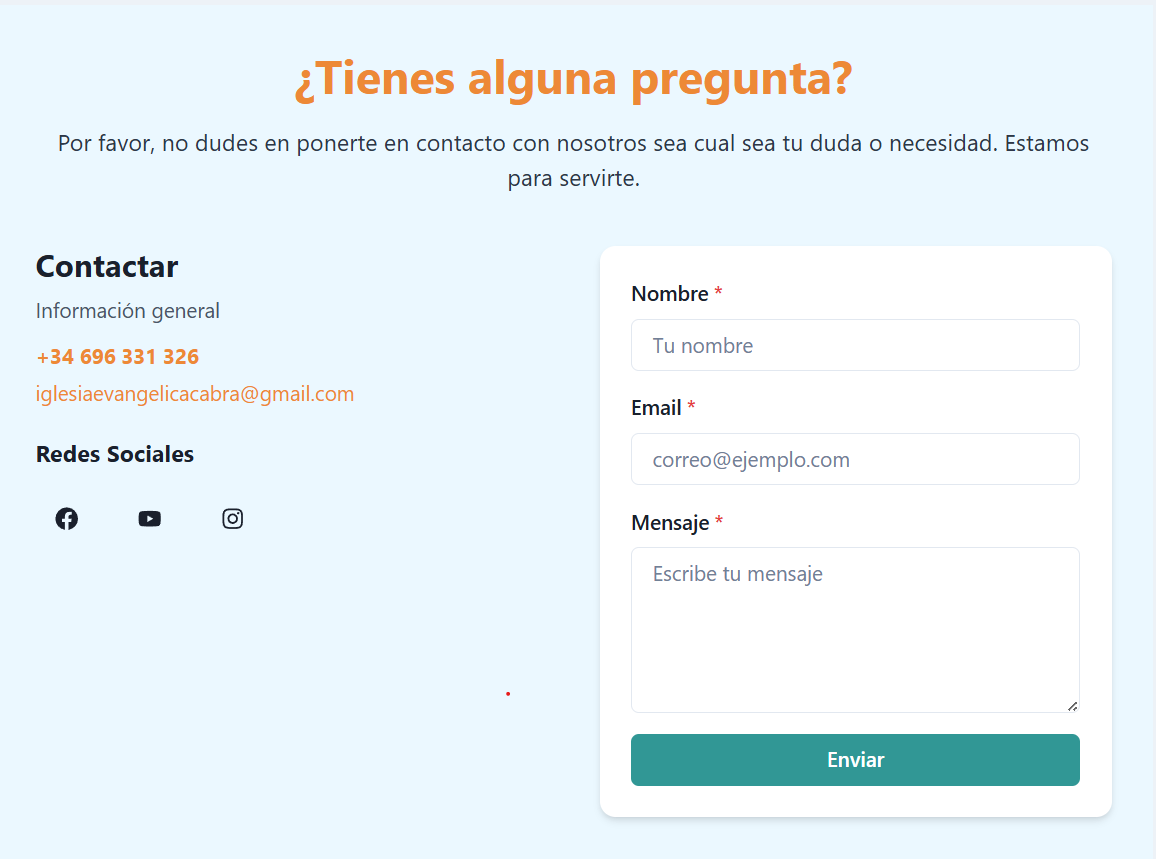 ¿Tienes alguna pregunta?
Por favor, no dudes en ponerte en contacto con nosotros sea cual sea tu duda o necesidad. Estamos
para servirte.
Contactar
Información general
+34 696 331 326
iglesiaevangelicacabra@gmail.com
Redes Sociales
Nombre *
Tu nombre
Email *
correo@ejemplo.com
Mensaje *
Escribe tu mensaje
Enviar